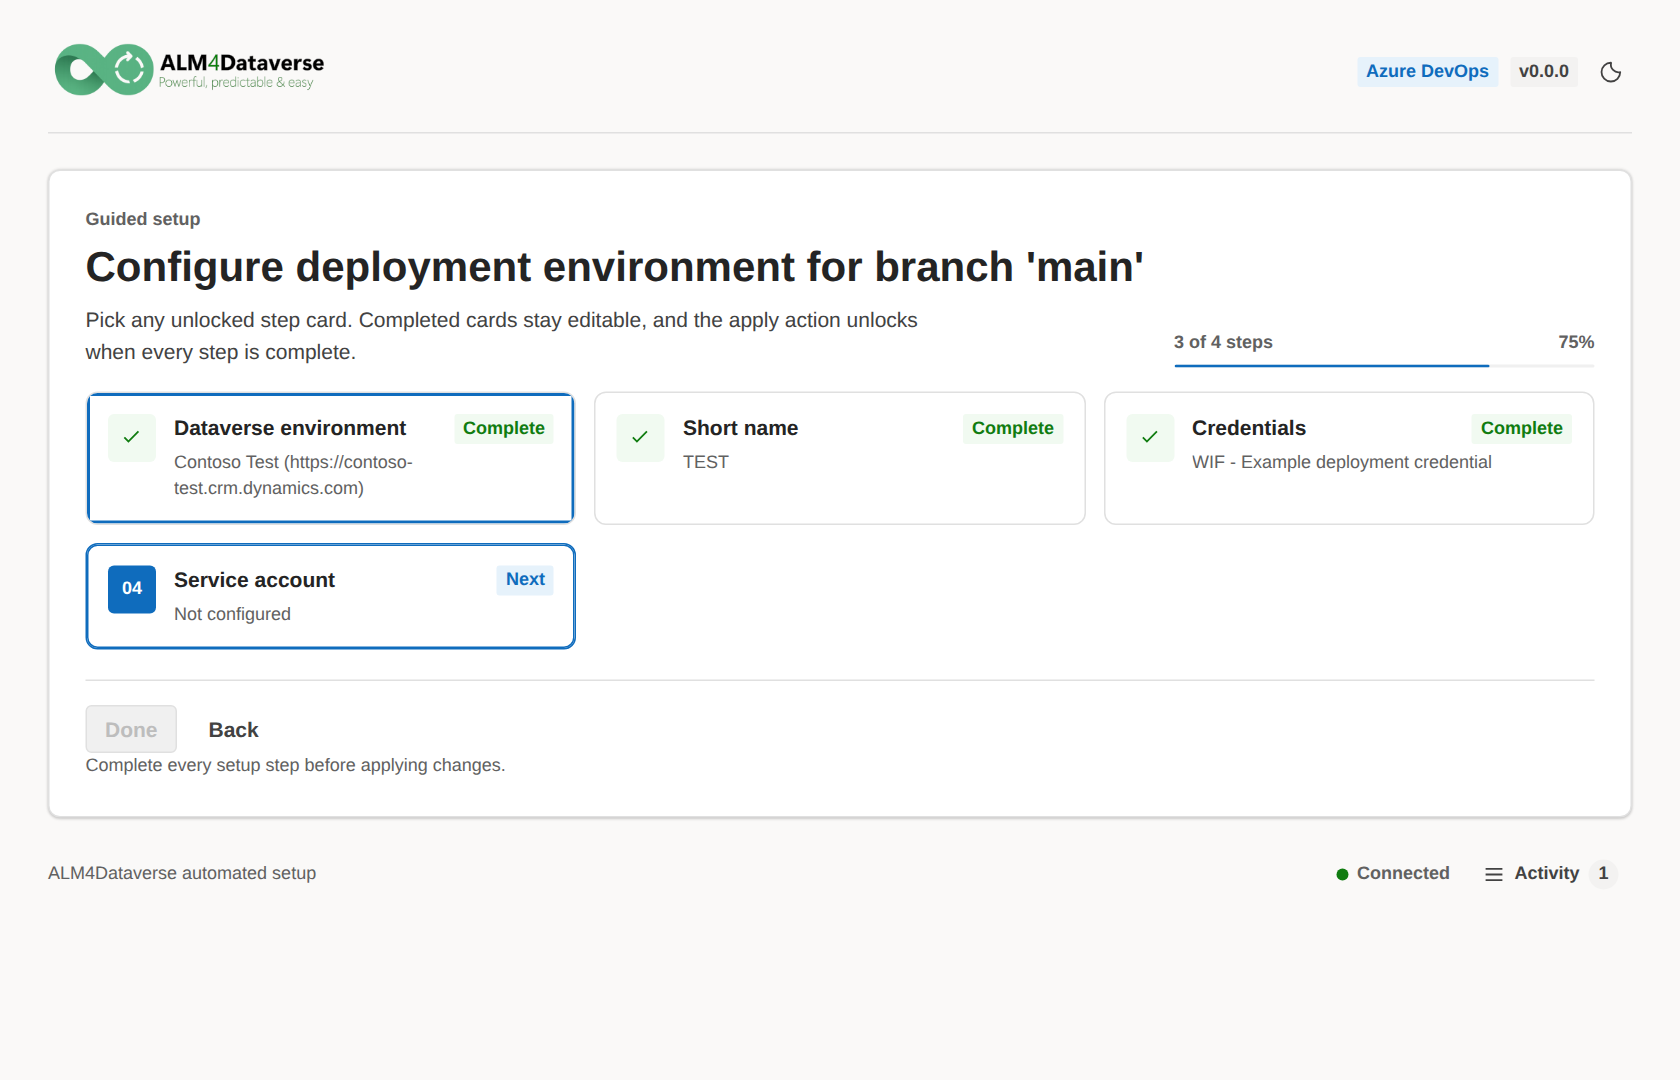 ALM4Dataverse
Powerful, predictable & easy
Azure DevOps
v0.0.0
Guided setup
Configure deployment environment for branch 'main'
Pick any unlocked step card. Completed cards stay editable, and the apply action unlocks
when every step is complete.
3 of 4 steps
75%
Dataverse environment
Complete
Contoso Test (https://contoso-
test.crm.dynamics.com)
Short name
Complete
TEST
Credentials
Complete
WIF - Example deployment credential
04
Service account
Next
Not configured
Done
Back
Complete every setup step before applying changes.
ALM4Dataverse automated setup
Connected
Activity
1